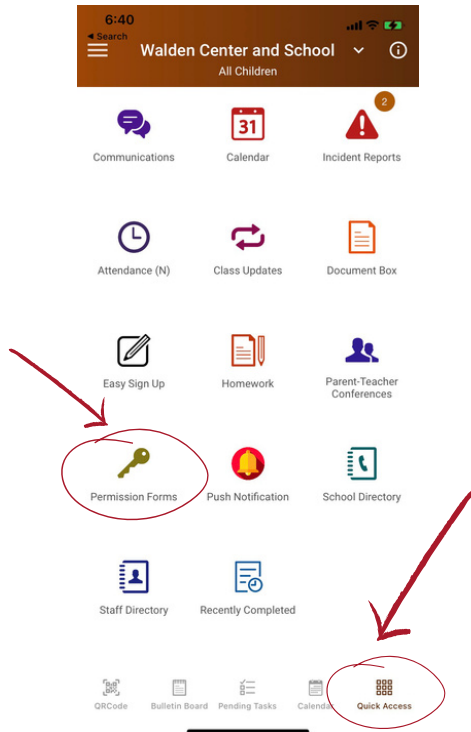 6:40
Search
Walden Center and School
All Children
2
31
Communications
Calendar
Incident Reports
Attendance (N)
Class Updates
Document Box
Easy Sign Up
Homework
Parent-Teacher
Conferences
Permission Forms
Push Notification
School Directory
Staff Directory
Recently Completed
QRCode
Bulletin Board
Pending Tasks
Calendar
Quick Access